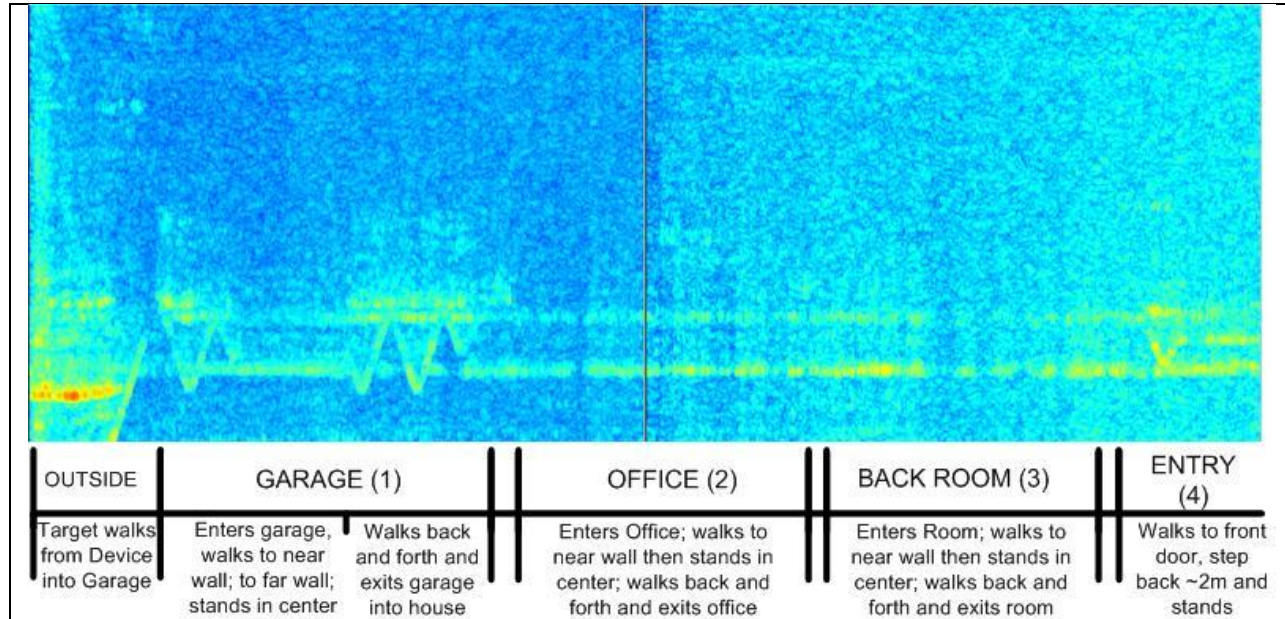 OUTSIDE
GARAGE (1)
OFFICE (2)
BACK ROOM (3)
ENTRY
(4)
Target walks
from Device
into Garage
Enters garage,
walks to near
wall; to far wall;
stands in center
Walks back
and forth and
exits garage
into house
Enters Office; walks to
near wall then stands in
center; walks back and
forth and exits office
Enters Room; walks to
near wall then stands in
center; walks back and
forth and exits room
Walks to front
door, step
back ~2m and
stands